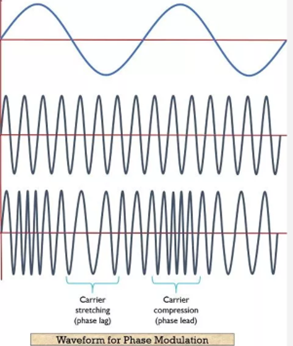 Carrier
stretching
(phase lag)
Carrier
compression
(phase lead)
Waveform for Phase Modulation